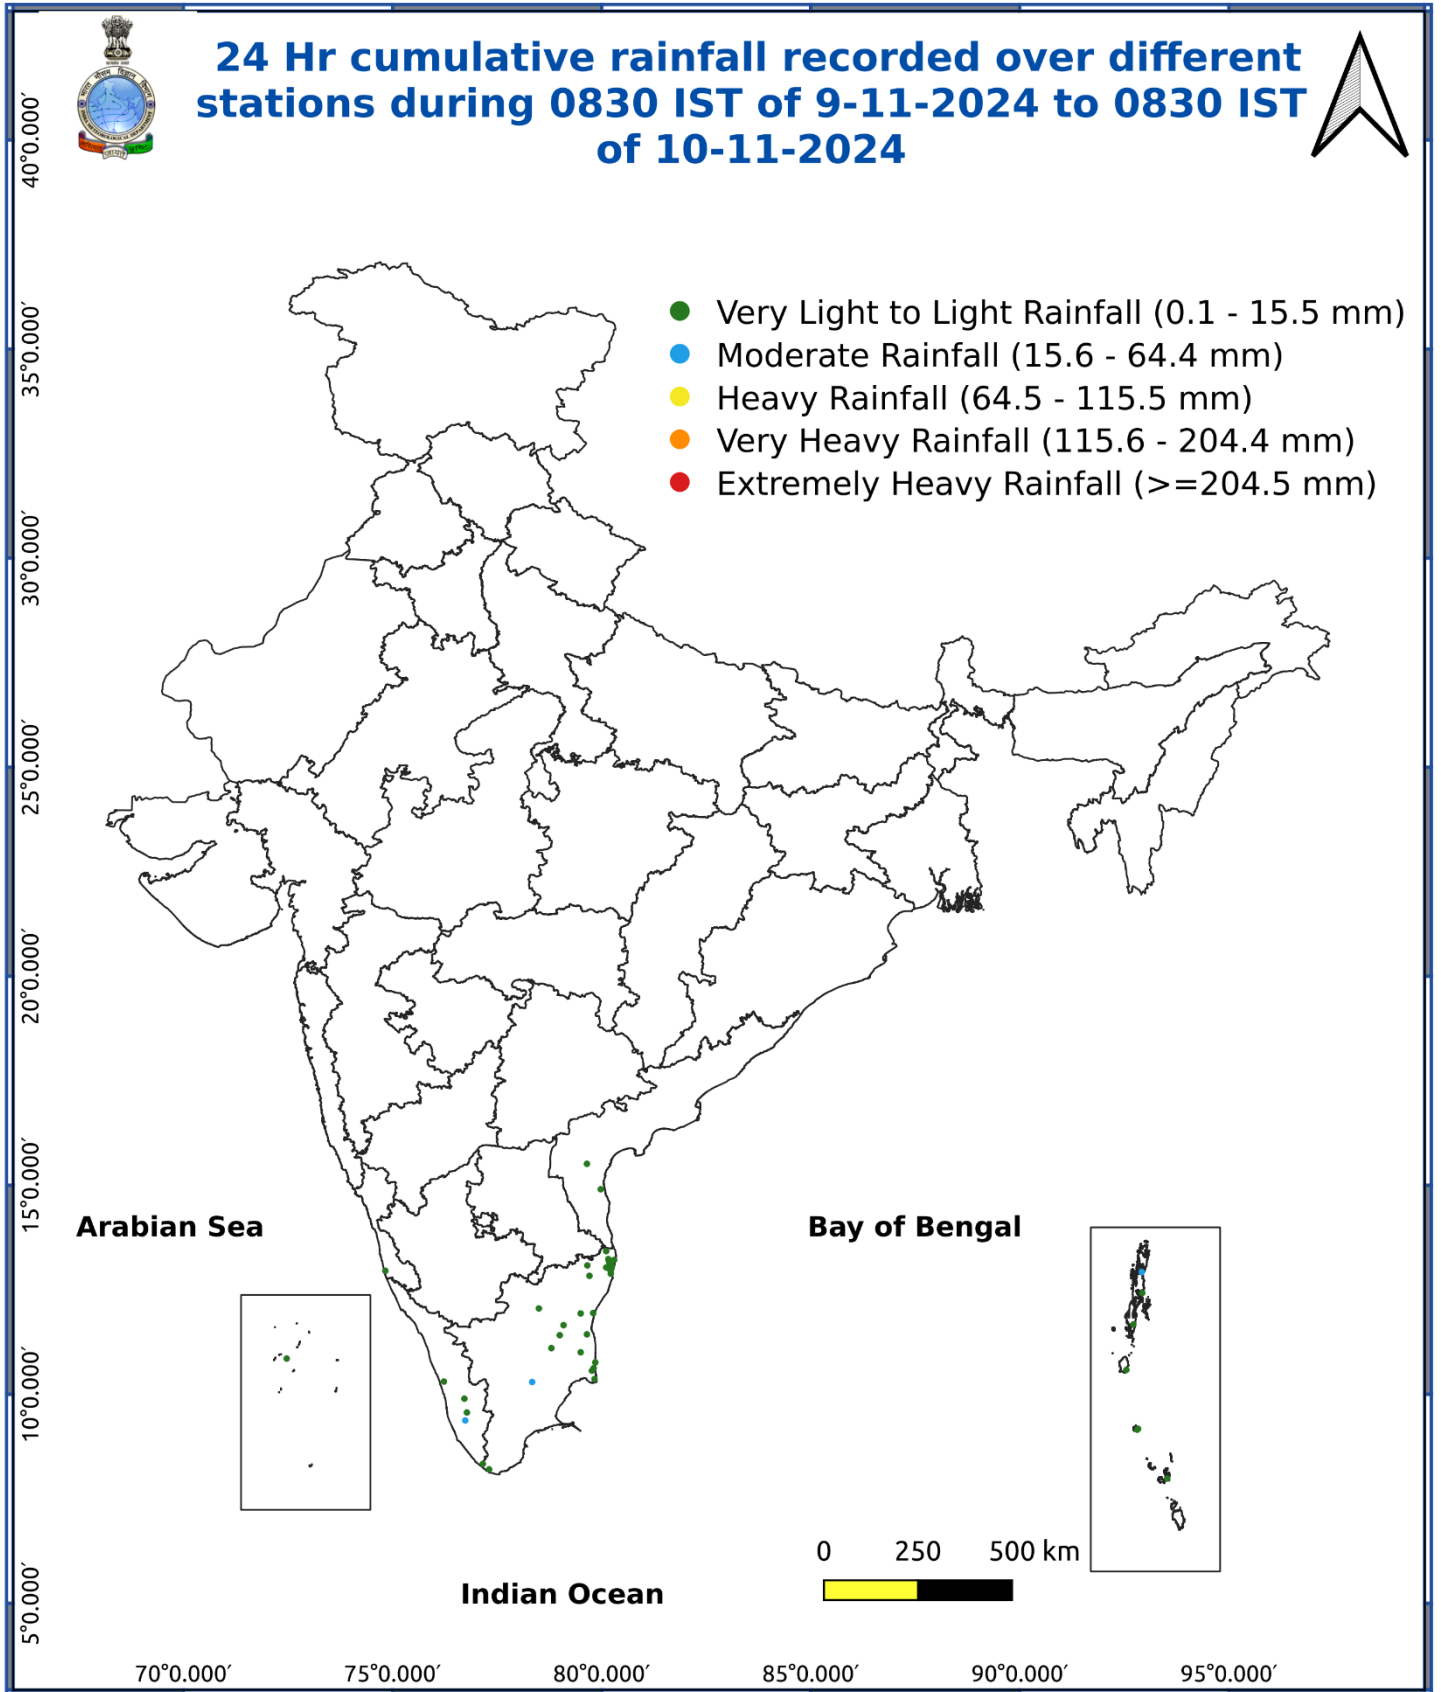 24 Hr cumulative rainfall recorded over different
stations during 0830 IST of 9-11-2024 to 0830 IST
of 10-11-2024
Very Light to Light Rainfall (0.1 - 15.5 mm)
Moderate Rainfall (15.6 - 64.4 mm)
Heavy Rainfall (64.5 - 115.5 mm)
Very Heavy Rainfall (115.6 - 204.4 mm)
Extremely Heavy Rainfall (>=204.5 mm)
40°0.000′
35°0.000′
30°0.000′
25°0.000′
20°0.000′
15°0.000′
10°0.000′
5°0.000′
Arabian Sea
Bay of Bengal
Indian Ocean
0 250 500 km
70°0.000′ 75°0.000′ 80°0.000′ 85°0.000′ 90°0.000′ 95°0.000′